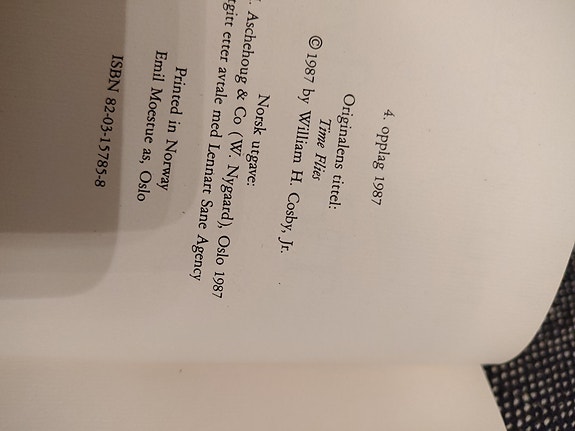 4. opplag 1987
Originalens tittel:
Time Flies
© 1987 by William H. Cosby, Jr.
Norsk utgave:
. Aschehoug & Co (W. Nygaard), Oslo 1987
tgitt etter avtale med Lennart Sane Agency
Printed in Norway
Emil Moestue as, Oslo
ISBN 82-03-15785-8